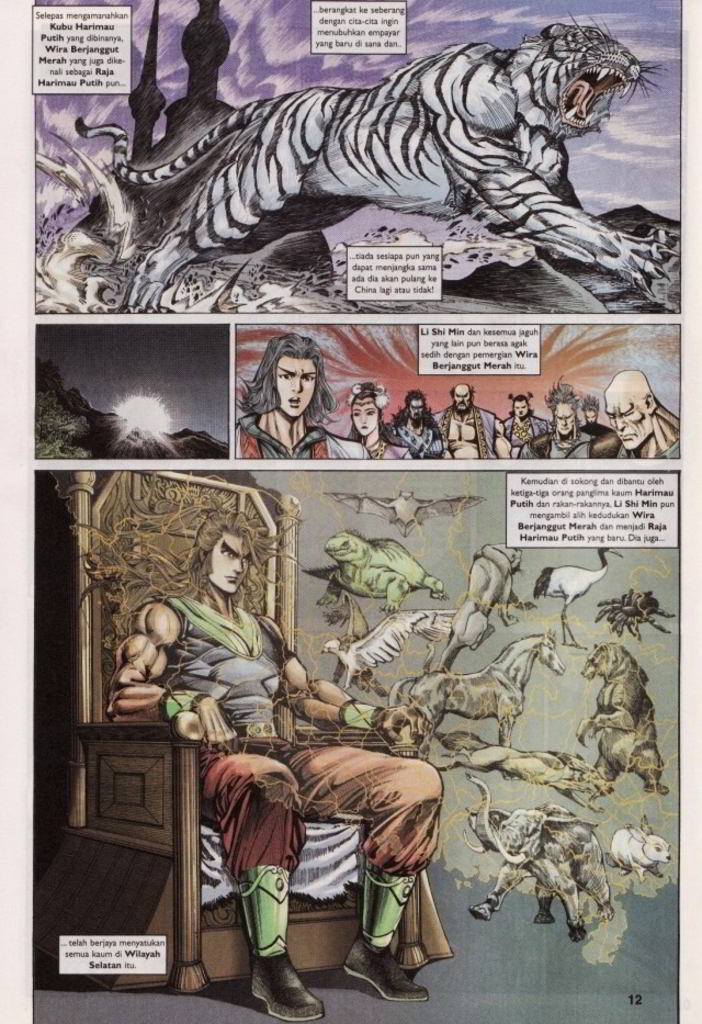 Selepas mengamanahkan
Kubu Harimau
Putih yang dibinanya,
Wira Berjanggut
Merah yang juga dike-
nali sebagai Raja
Harimau Putih pun...
...berangkat ke seberang
dengan cita-cita ingin
menubuhkan empayar
yang baru di sana dan..
...tiada sesiapa pun yang
dapat menjangka sama
ada dia akan pulang ke
China lagi atau tidak!
Li Shi Min dan kesemua jaguh
yang lain pun berasa agak
sedih dengan pemergian Wira
Berjanggut Merah itu.
Kemudian di sokong dan dibantu oleh
ketiga-tiga orang panglima kaum Harimau
Putih dan rakan-rakannya, Li Shi Min pun
mengambil alih kedudukan Wira
Berjanggut Merah dan menjadi Raja
Harimau Putih yang baru. Dia juga...
... telah berjaya menyatukan
semua kaum di Wilayah
Selatan itu.
12